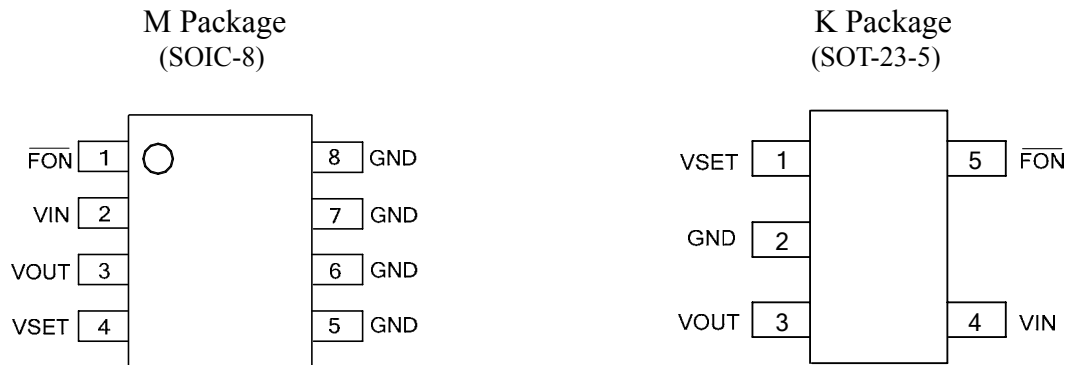 M Package
(SOIC-8)
FON 1
VIN 2
VOUT 3
VSET 4
8 GND
7 GND
6 GND
5 GND
K Package
(SOT-23-5)
VSET 1
GND 2
VOUT 3
5 FON
4 VIN